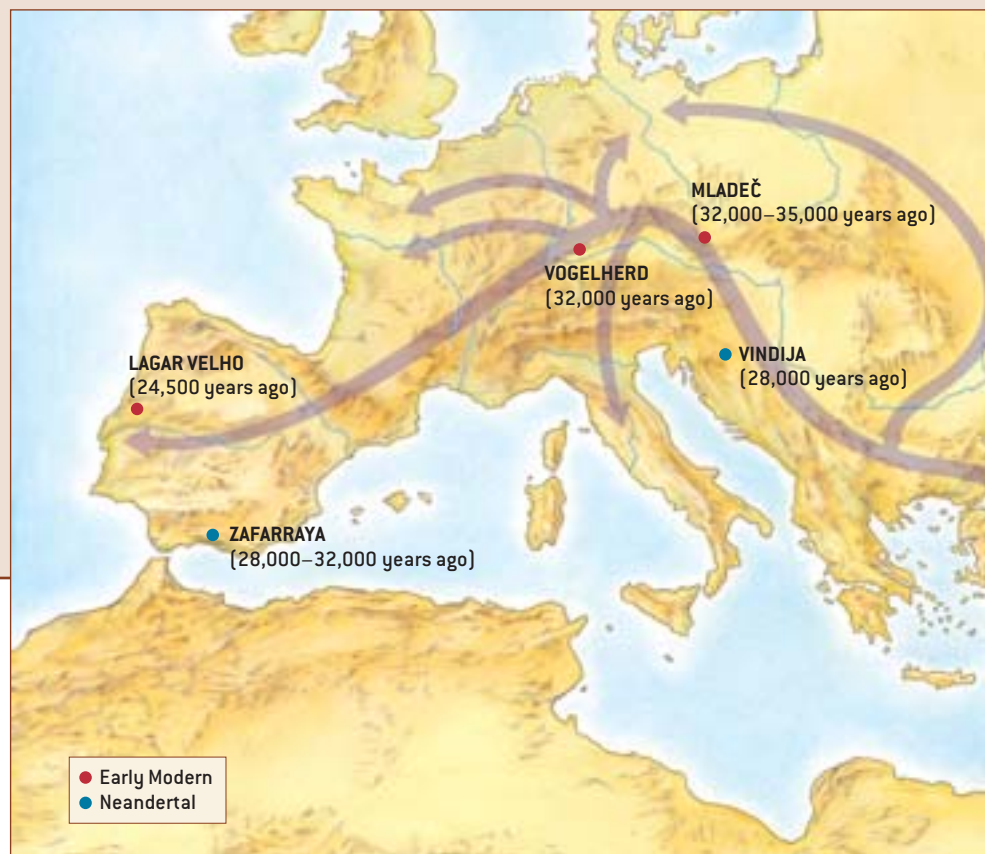 MLADEČ
(32,000–35,000 years ago)
VOGELHERD
(32,000 years ago)
VINDIJA
(28,000 years ago)
LAGAR VELHO
(24,500 years ago)
ZAFARRAYA
(28,000–32,000 years ago)
Early Modern
Neandertal